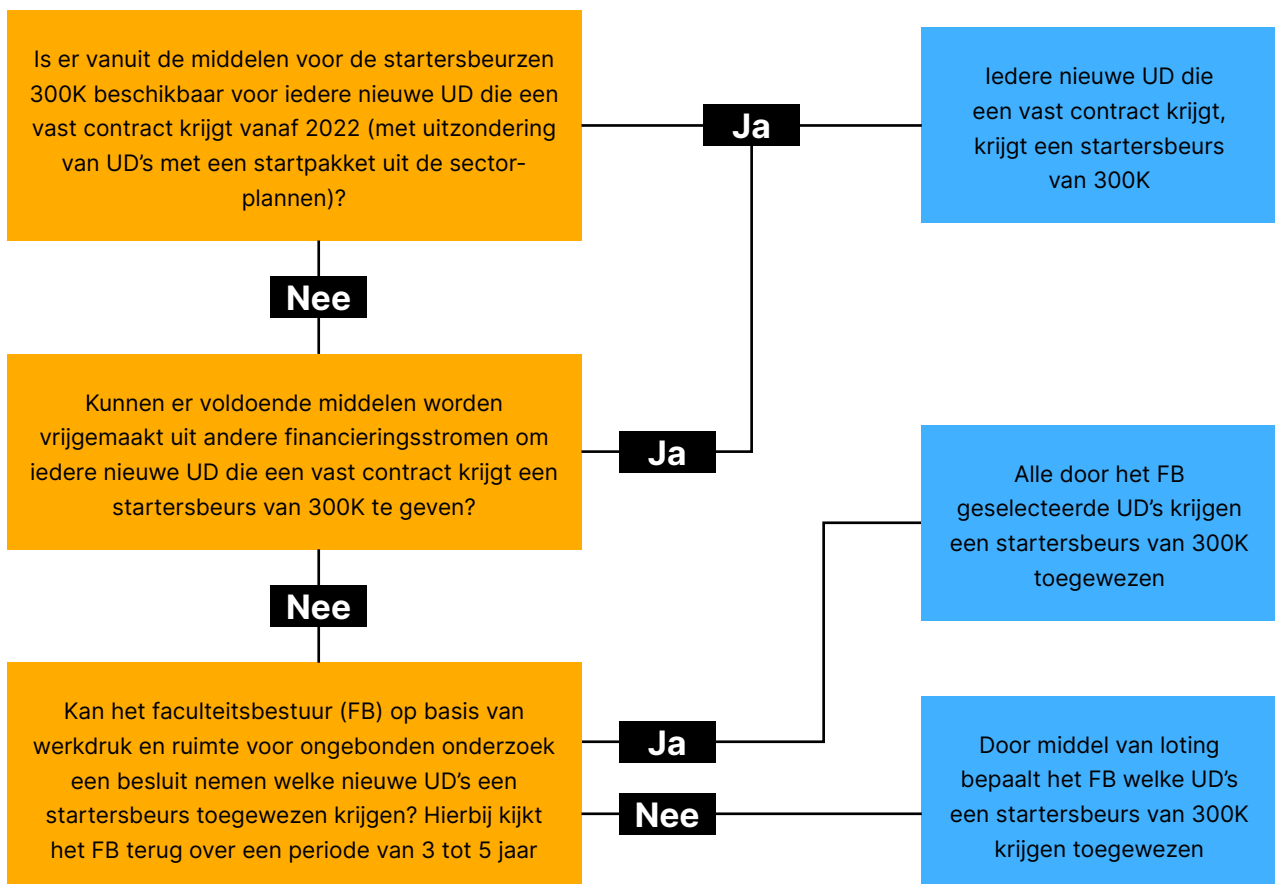 Is er vanuit de middelen voor de startersbeurzen
300K beschikbaar voor iedere nieuwe UD die een
vast contract krijgt vanaf 2022 (met uitzondering
van UD’s met een startpakket uit de sector-
plannen)?
Ja
Iedere nieuwe UD die
een vast contract krijgt,
krijgt een startersbeurs
van 300K
Nee
Kunnen er voldoende middelen worden
vrijgemaakt uit andere financieringsstromen om
iedere nieuwe UD die een vast contract krijgt een
startersbeurs van 300K te geven?
Ja
Nee
Alle door het FB
geselecteerde UD’s krijgen
een startersbeurs van 300K
toegewezen
Kan het faculteitsbestuur (FB) op basis van
werkdruk en ruimte voor ongebonden onderzoek
een besluit nemen welke nieuwe UD’s een
startersbeurs toegewezen krijgen? Hierbij kijkt
het FB terug over een periode van 3 tot 5 jaar
Ja
Nee
Door middel van loting
bepaalt het FB welke UD’s
een startersbeurs van 300K
krijgen toegewezen